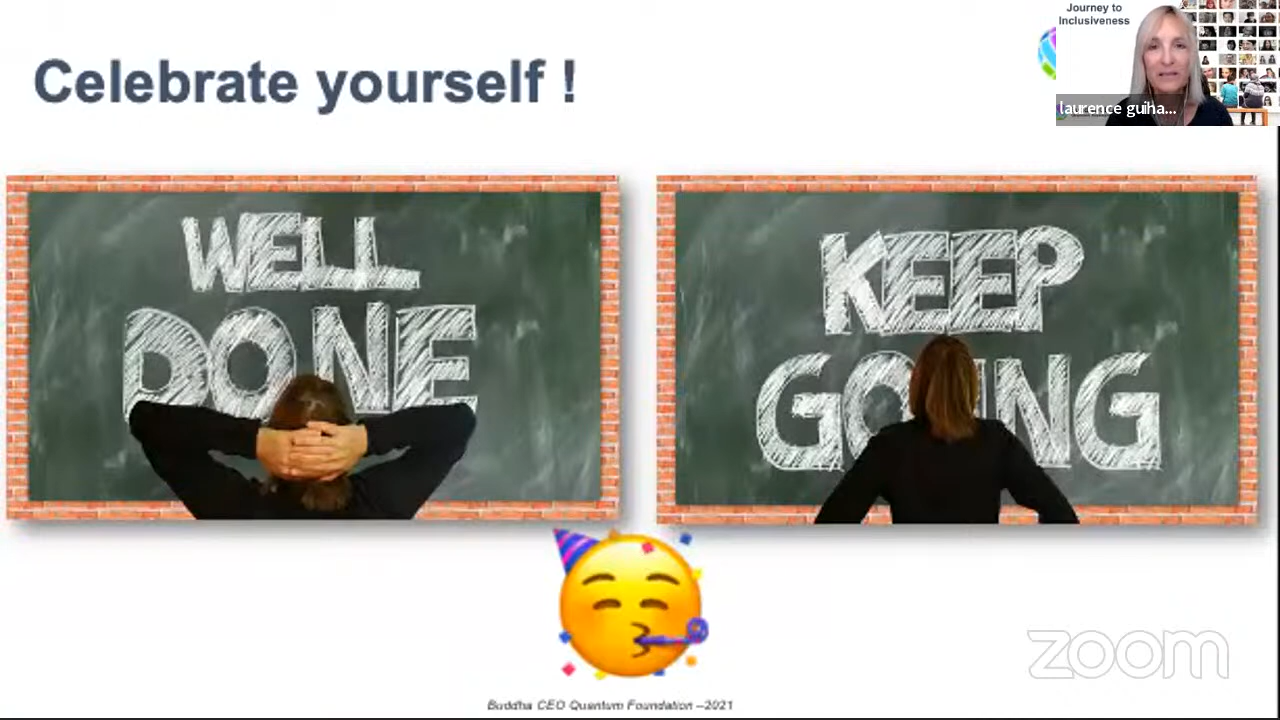 Journey to
Inclusiveness
Celebrate yourself !
laurence guiha...
WELL
DONE
KEEP
GOING
zoom
Buddha CEO Quantum Foundation –2021